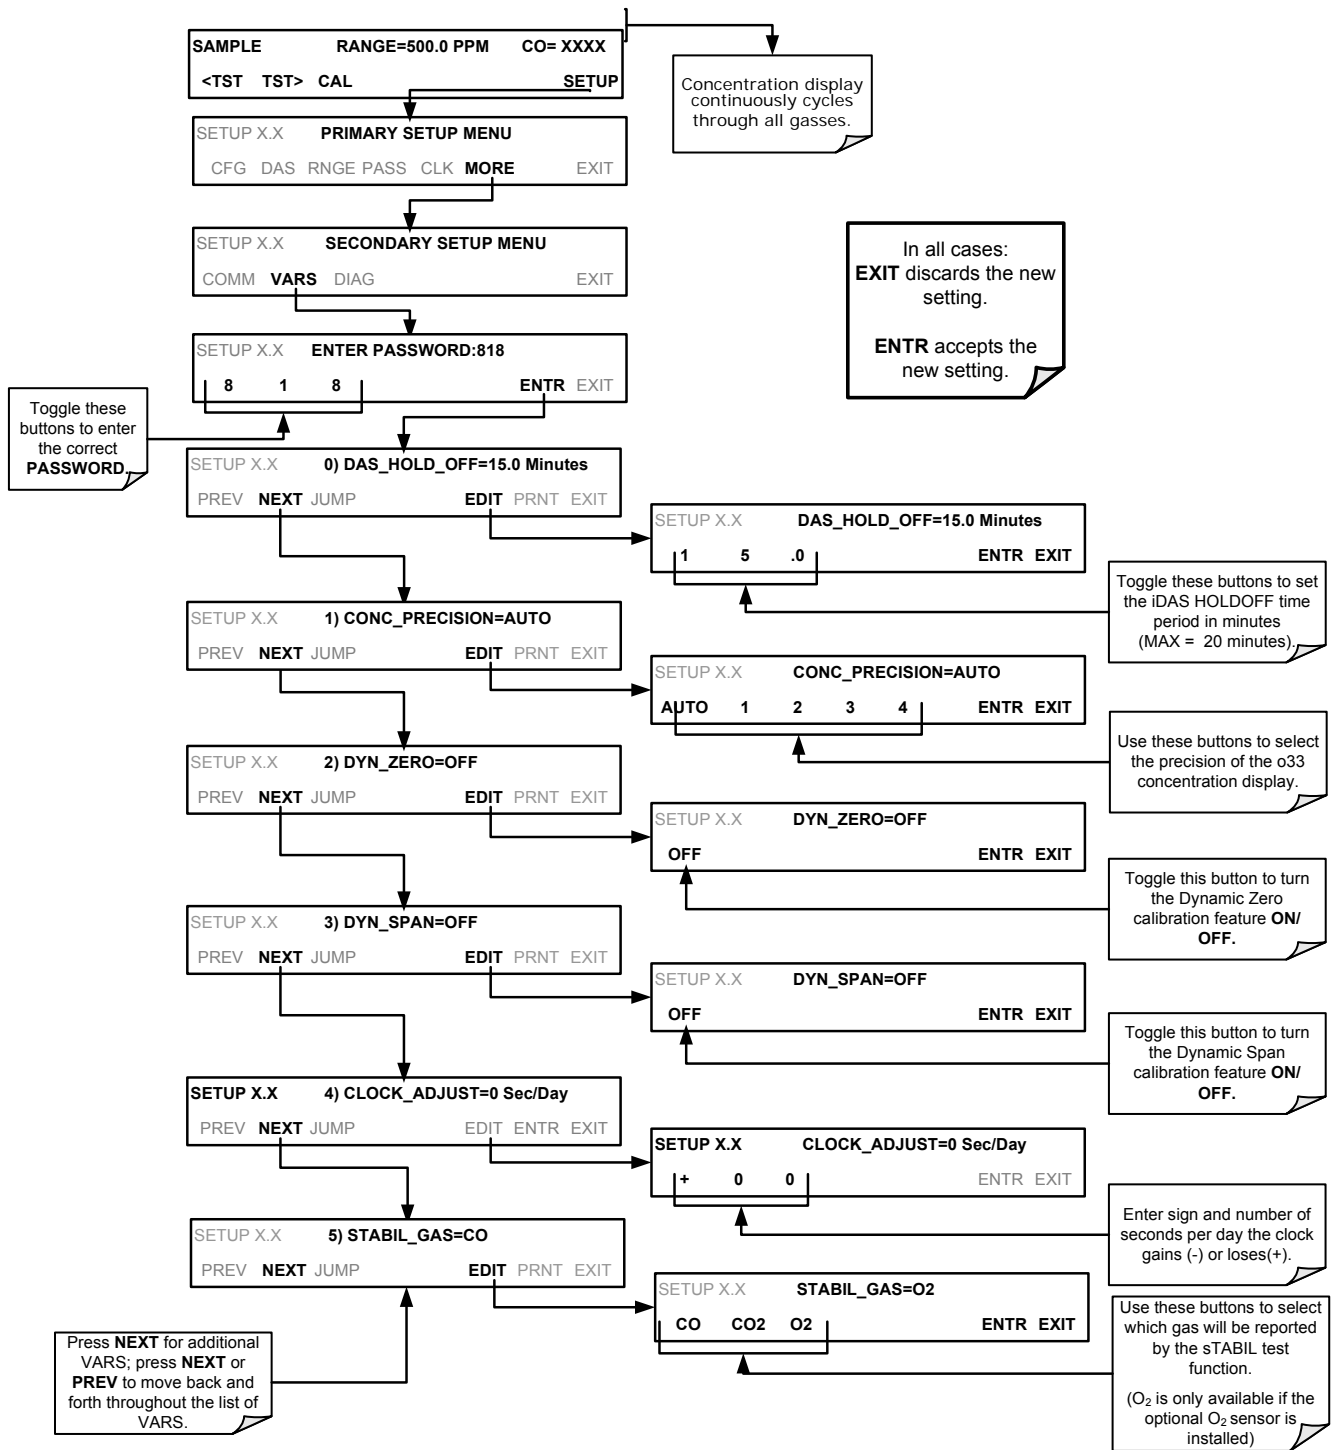 SAMPLE RANGE=500.0 PPM CO= XXXX
<TST TST> CAL SETUP
Concentration display
continuously cycles
through all gasses.
SETUP X.X PRIMARY SETUP MENU
CFG DAS RNGE PASS CLK MORE EXIT
SETUP X.X SECONDARY SETUP MENU
COMM VARS DIAG EXIT
In all cases:
EXIT discards the new
setting.
ENTR accepts the
new setting.
SETUP X.X ENTER PASSWORD:818
8 1 8 ENTR EXIT
Toggle these
buttons to enter
the correct
PASSWORD.
SETUP X.X 0) DAS_HOLD_OFF=15.0 Minutes
PREV NEXT JUMP EDIT PRNT EXIT
SETUP X.X DAS_HOLD_OFF=15.0 Minutes
1 5 .0 ENTR EXIT
Toggle these buttons to set
the iDAS HOLDOFF time
period in minutes
(MAX = 20 minutes).
SETUP X.X 1) CONC_PRECISION=AUTO
PREV NEXT JUMP EDIT PRNT EXIT
SETUP X.X CONC_PRECISION=AUTO
AUTO 1 2 3 4 ENTR EXIT
Use these buttons to select
the precision of the o33
concentration display.
SETUP X.X 2) DYN_ZERO=OFF
PREV NEXT JUMP EDIT PRNT EXIT
SETUP X.X DYN_ZERO=OFF
OFF ENTR EXIT
Toggle this button to turn
the Dynamic Zero
calibration feature ON/
OFF.
SETUP X.X 3) DYN_SPAN=OFF
PREV NEXT JUMP EDIT PRNT EXIT
SETUP X.X DYN_SPAN=OFF
OFF ENTR EXIT
Toggle this button to turn
the Dynamic Span
calibration feature ON/
OFF.
SETUP X.X 4) CLOCK_ADJUST=0 Sec/Day
PREV NEXT JUMP EDIT ENTR EXIT
SETUP X.X CLOCK_ADJUST=0 Sec/Day
+ 0 0 ENTR EXIT
Enter sign and number of
seconds per day the clock
gains (-) or loses(+).
SETUP X.X 5) STABIL_GAS=CO
PREV NEXT JUMP EDIT PRNT EXIT
SETUP X.X STABIL_GAS=O2
CO CO2 O2 ENTR EXIT
Use these buttons to select
which gas will be reported
by the sTABIL test
function.
(O₂ is only available if the
optional O₂ sensor is
installed)
Press NEXT for additional
VARS; press NEXT or
PREV to move back and
forth throughout the list of
VARS.